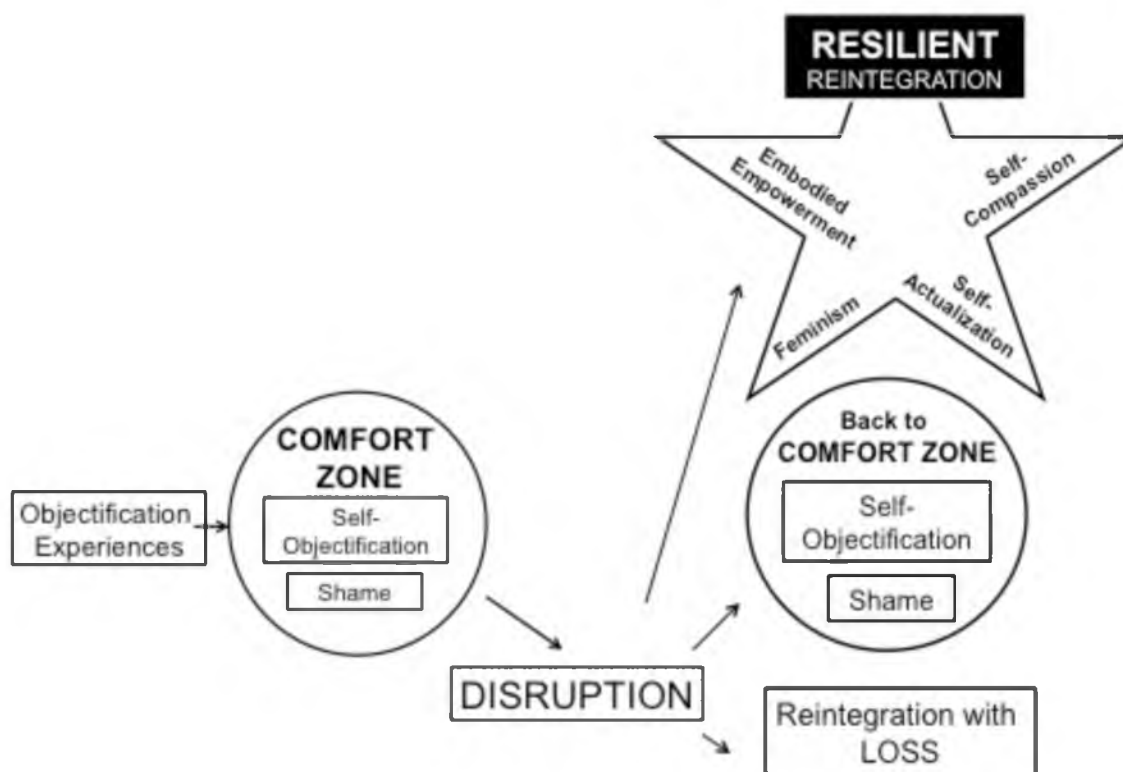 RESILIENT
REINTEGRATION
Embodied
Empowerment
Self-
Compassion
Feminism
Self-
Actualization
Objectification
Experiences
COMFORT
ZONE
Self-
Objectification
Shame
DISRUPTION
Back to
COMFORT ZONE
Self-
Objectification
Shame
Reintegration with
LOSS